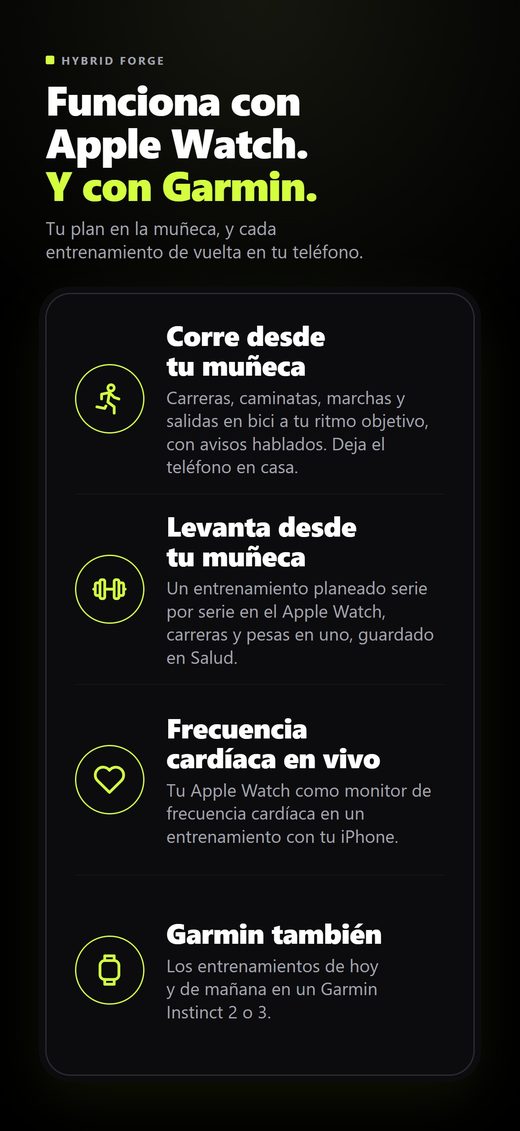 HYBRID FORGE
Funciona con
Apple Watch.
Y con Garmin.
Tu plan en la muñeca, y cada
entrenamiento de vuelta en tu teléfono.
Corre desde
tu muñeca
Carreras, caminatas, marchas y
salidas en bici a tu ritmo objetivo,
con avisos hablados. Deja el
teléfono en casa.
Levanta desde
tu muñeca
Un entrenamiento planeado serie
por serie en el Apple Watch,
carreras y pesas en uno, guardado
en Salud.
Frecuencia
cardíaca en vivo
Tu Apple Watch como monitor de
frecuencia cardíaca en un
entrenamiento con tu iPhone.
Garmin también
Los entrenamientos de hoy
y de mañana en un Garmin
Instinct 2 o 3.